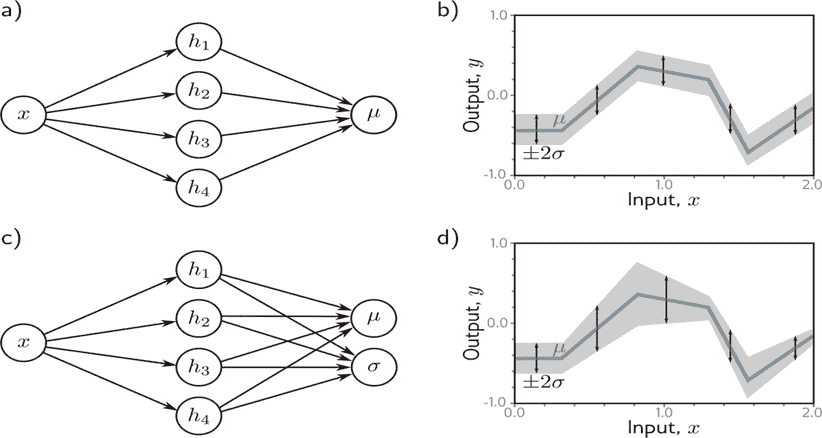 a)
x
h1
h2
h3
h4
μ
b)
Output, y
1.0
0.0
-1.0
μ
±2σ
0.0
1.0
2.0
Input, x
c)
x
h1
h2
h3
h4
μ
σ
d)
Output, y
1.0
0.0
-1.0
μ
±2σ
0.0
1.0
2.0
Input, x